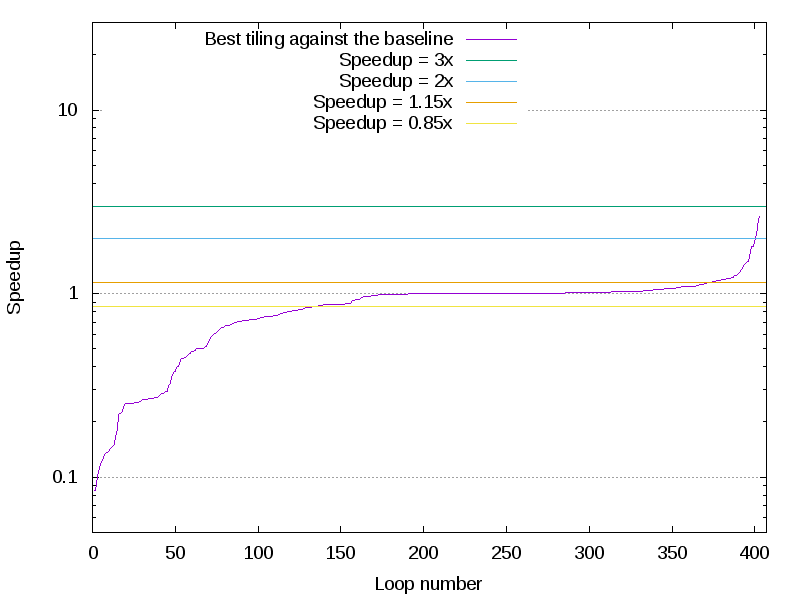 Best tiling against the baseline
Speedup = 3x
Speedup = 2x
Speedup = 1.15x
Speedup = 0.85x
10
1
0.1
Speedup
0 50 100 150 200 250 300 350 400
Loop number